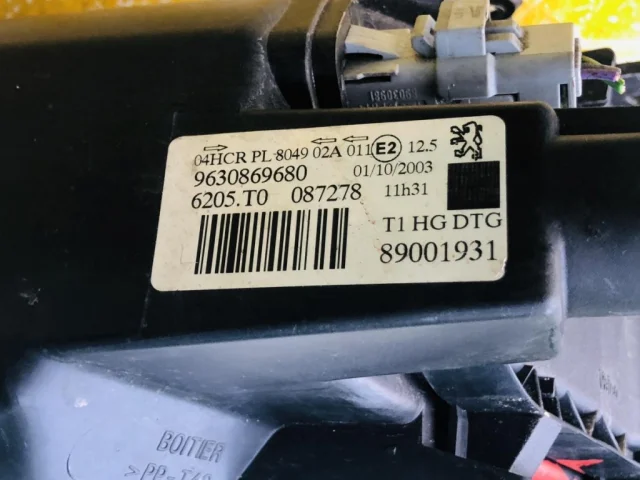 04HCR PL 8049 02A 011 E2 12.5
9630869680 01/10/2003
6205.T0 087278 11h31
T1 HG DTG
89001931
BOITIER